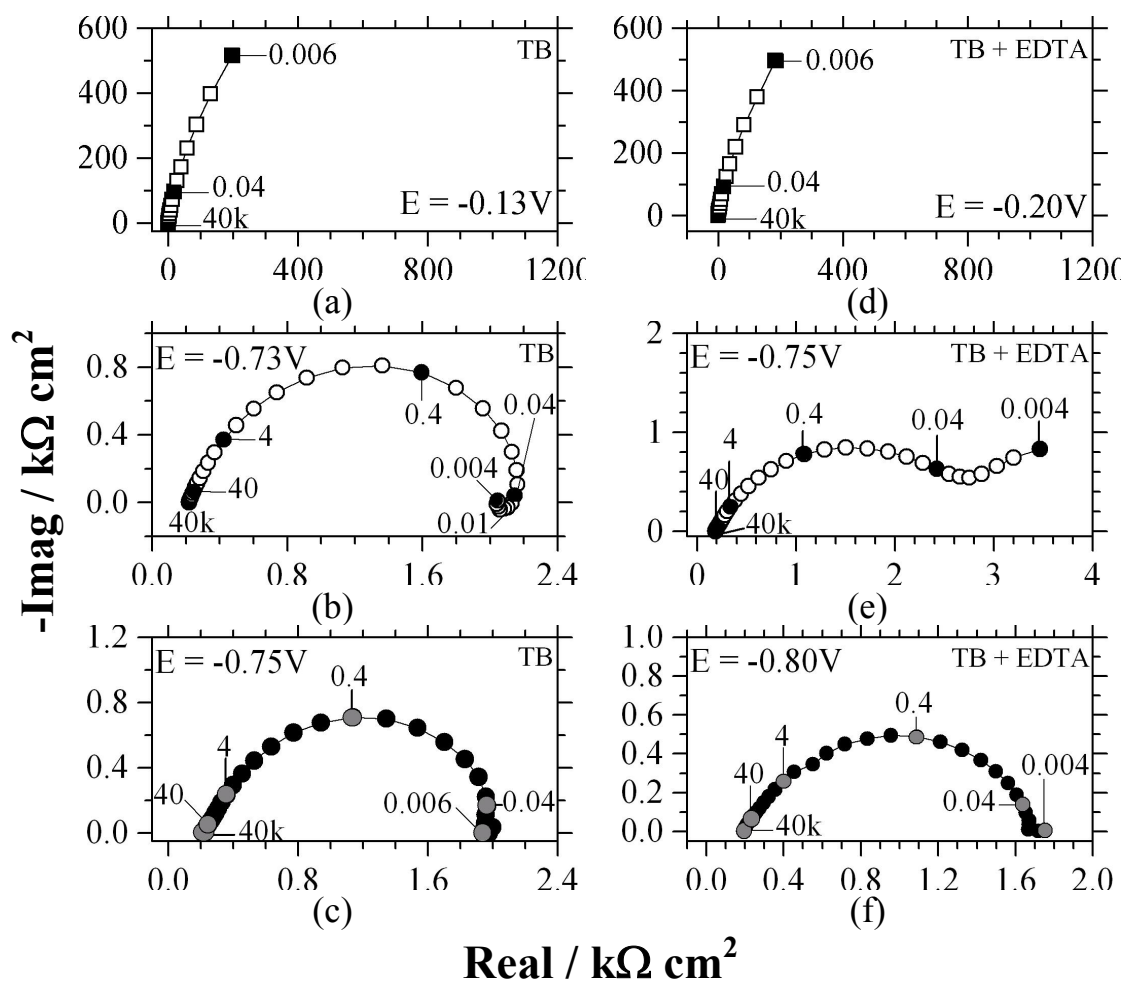 -Imag / kΩ cm²
600
400
200
0
0.006
TB
0.04
E = -0.13V
40k
0
400
800
1200
(a)
600
400
200
0
0.006
TB + EDTA
0.04
E = -0.20V
40k
0
400
800
1200
(d)
0.8
0.4
0.0
E = -0.73V
TB
0.4
0.04
4
0.004
40
0.01
40k
0.0
0.8
1.6
2.4
(b)
2
1
0
E = -0.75V
TB + EDTA
0.4
0.04
0.004
4
40
40k
0
1
2
3
4
(e)
1.2
0.8
0.4
0.0
E = -0.75V
TB
0.4
4
40
0.006
0.04
40k
0.0
0.8
1.6
2.4
(c)
1.0
0.8
0.6
0.4
0.2
0.0
E = -0.80V
TB + EDTA
0.4
4
40
0.004
0.04
40k
0.0
0.4
0.8
1.2
1.6
2.0
(f)
Real / kΩ cm²